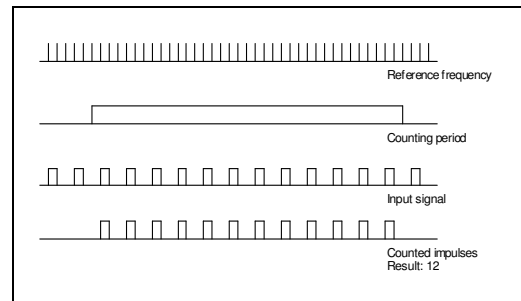 Reference frequency
Counting period
Input signal
Counted impulses
Result: 12